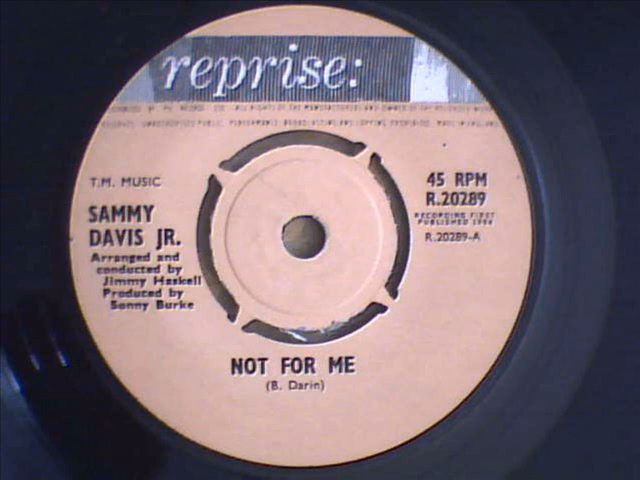 reprise:
T.M. MUSIC
SAMMY
DAVIS JR.
Arranged and
conducted by
Jimmy Haskell
Produced by
Sonny Burke
45 RPM
R.20289
RECORDING FIRST
PUBLISHED
R.20289-A
NOT FOR ME
(B. Darin)